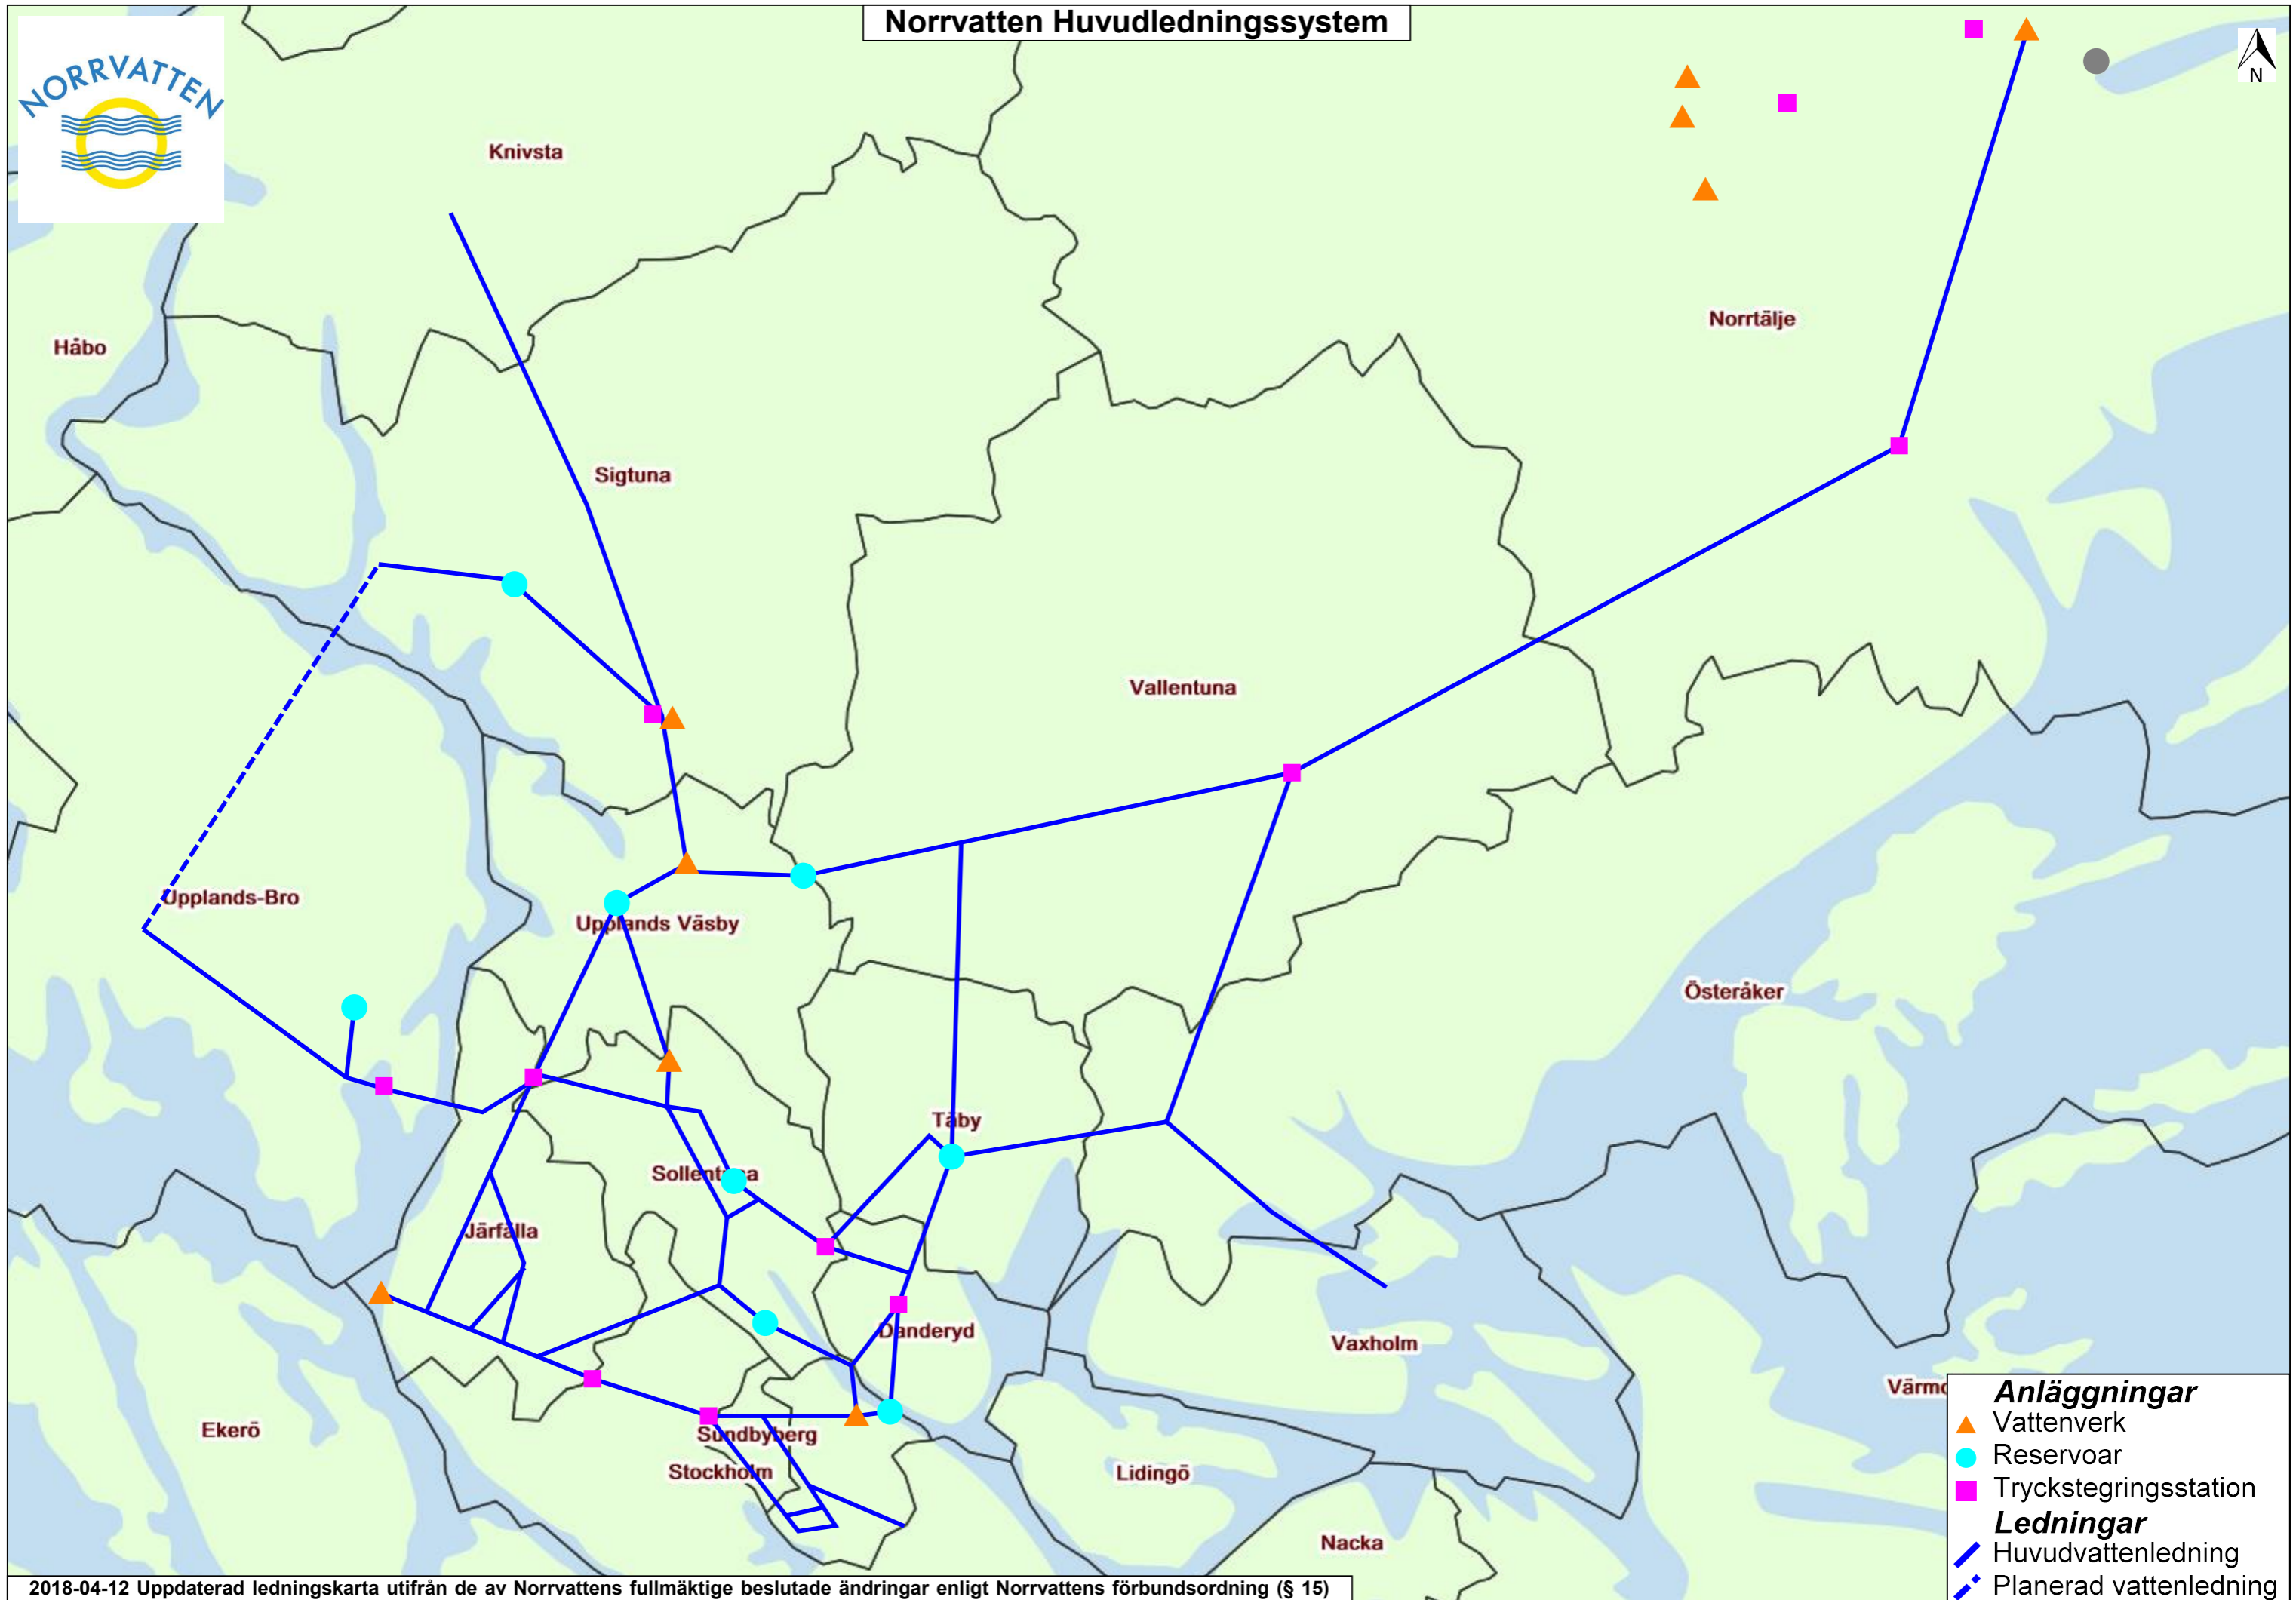 Norrvatten Huvudledningssystem
NORRVATTEN
N
Knivsta
Norrtälje
Håbo
Sigtuna
Vallentuna
Upplands-Bro
Upplands Väsby
Österåker
Täby
Sollentuna
Järfälla
Danderyd
Vaxholm
Värmd
Ekerö
Sundbyberg
Stockholm
Lidingö
Nacka
Anläggningar
Vattenverk
Reservoar
Tryckstegringsstation
Ledningar
Huvudvattenledning
Planerad vattenledning
2018-04-12 Uppdaterad ledningskarta utifrån de av Norrvattens fullmäktige beslutade ändringar enligt Norrvattens förbundsordning (§ 15)